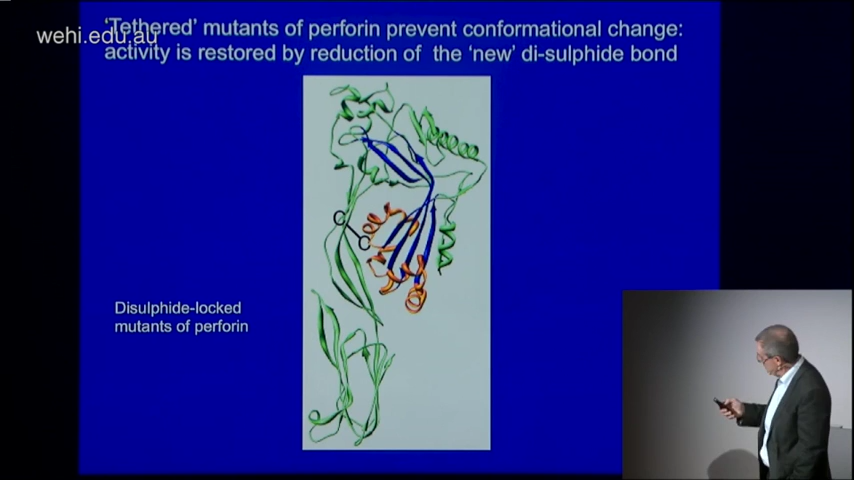 'Tethered' mutants of perforin prevent conformational change:
wehi.edu.au
activity is restored by reduction of the 'new' di-sulphide bond
Disulphide-locked
mutants of perforin